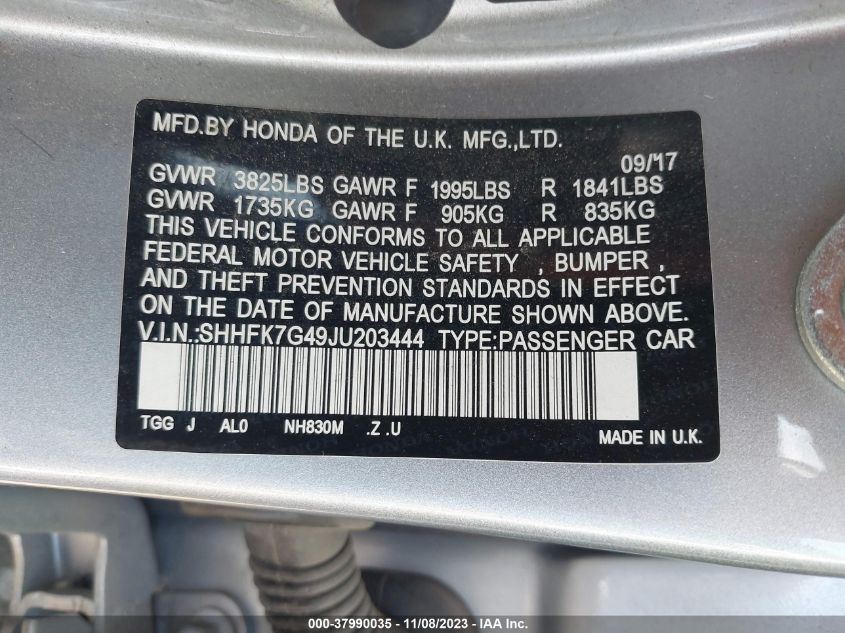 MFD.BY HONDA OF THE U.K. MFG.,LTD.
09/17
GVWR 3825LBS GAWR F 1995LBS R 1841LBS
GVWR 1735KG GAWR F 905KG R 835KG
THIS VEHICLE CONFORMS TO ALL APPLICABLE
FEDERAL MOTOR VEHICLE SAFETY , BUMPER ,
AND THEFT PREVENTION STANDARDS IN EFFECT
ON THE DATE OF MANUFACTURE SHOWN ABOVE.
V.I.N.:SHHFK7G49JU203444 TYPE:PASSENGER CAR
TGG J AL0 NH830M .Z .U
MADE IN U.K.
000-37990035 — 11/08/2023 — IAA Inc.